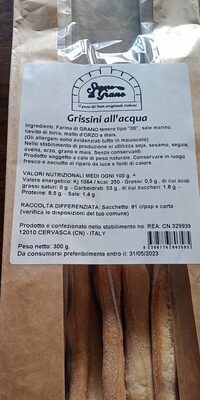 Sapore di Grano
il pezzo del buon artigianale italiano
Grissini all'acqua
Ingredienti: Farina di GRANO tenero tipo "00", sale marino,
lievito di birra, malto d'ORZO e mais.
(Gli allergeni sono evidenziati tutto in maiuscolo)
Nello stabilimento di produzione si utilizza soja, sesamo, segale,
avena, orzo, grano e mais. Senza conservanti.
Prodotto soggetto a calo di peso naturale. Conservare in luogo
fresco e asciutto al riparo da luce e fonti di calore
VALORI NUTRIZIONALI MEDI OGNI 100 g. =
Valore energetico: Kj 1064 / kcal: 250 - Grassi: 0,5 g., di cui acidi
grassi saturi: 0 g. - Carboidrati: 53 g., di cui zuccheri: 1,8 g. -
Proteine: 8,5 g. - Sale: 1,4 g.
RACCOLTA DIFFERENZIATA: Sacchetto: 81 c/pap e carta
(verifica le disposizioni del tuo comune)
Prodotto e confezionato nello stabilimento no. REA: CN 329939
12010 CERVASCA (CN) - ITALY
Peso netto: 300 g.
Da consumarsi preferibilmente entro il: 31/05/2023